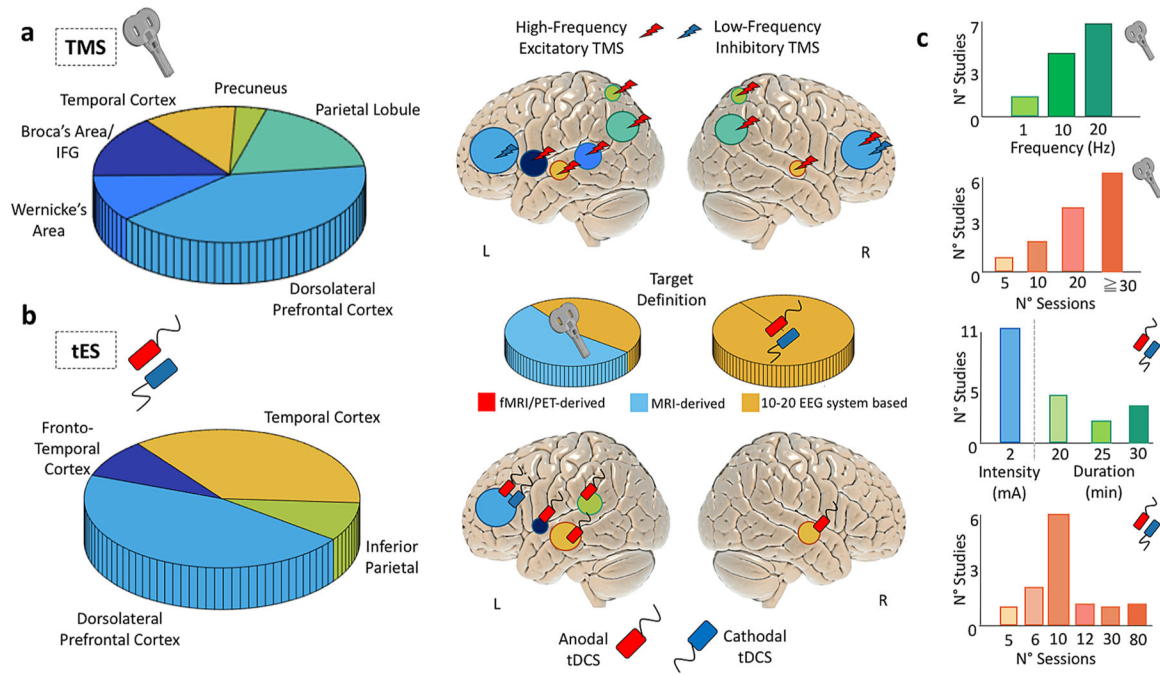 a
TMS
Temporal Cortex
Precuneus
Broca's Area/
IFG
Parietal Lobule
Wernicke's
Area
Dorsolateral
Prefrontal Cortex
High-Frequency
Excitatory TMS
Low-Frequency
Inhibitory TMS
L
R
b
tES
Temporal Cortex
Fronto-
Temporal
Cortex
Inferior
Parietal
Dorsolateral
Prefrontal Cortex
Target
Definition
fMRI/PET-derived
MRI-derived
10-20 EEG system based
L
R
Anodal
tDCS
Cathodal
tDCS
c
N° Studies
7
3
0
1 10 20
Frequency (Hz)
N° Studies
6
3
0
5 10 20 ≧30
N° Sessions
N° Studies
11
5
0
2 20 25 30
Intensity
(mA)
Duration
(min)
N° Studies
6
3
0
5 6 10 12 30 80
N° Sessions